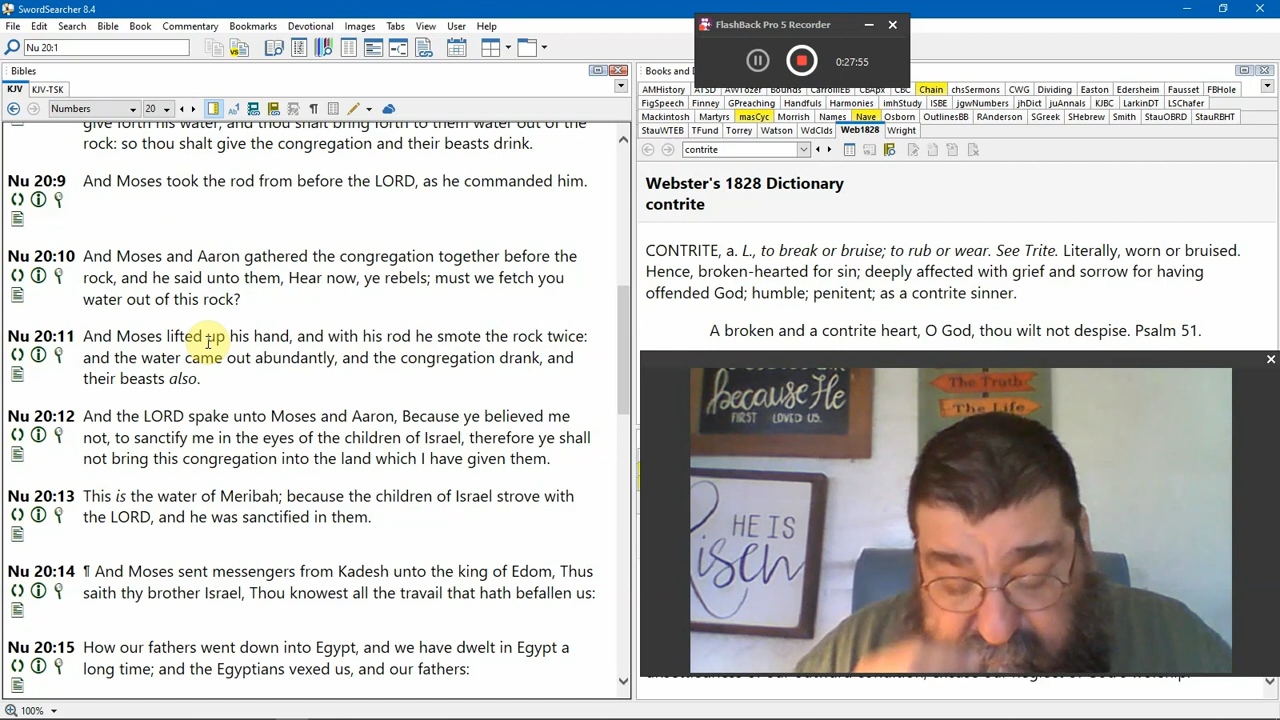 SwordSearcher 8.4
File Edit Search Bible Book Commentary Bookmarks Devotional Images Tabs View User Help
Nu 20:1
FlashBack Pro 5 Recorder
0:27:55
Bibles
KJV KJV-TSK
Numbers 20
give forth his water, and thou shalt bring forth to them water out of the
rock: so thou shalt give the congregation and their beasts drink.
Nu 20:9 And Moses took the rod from before the LORD, as he commanded him.
Nu 20:10 And Moses and Aaron gathered the congregation together before the
rock, and he said unto them, Hear now, ye rebels; must we fetch you
water out of this rock?
Nu 20:11 And Moses lifted up his hand, and with his rod he smote the rock twice:
and the water came out abundantly, and the congregation drank, and
their beasts also.
Nu 20:12 And the LORD spake unto Moses and Aaron, Because ye believed me
not, to sanctify me in the eyes of the children of Israel, therefore ye shall
not bring this congregation into the land which I have given them.
Nu 20:13 This is the water of Meribah; because the children of Israel strove with
the LORD, and he was sanctified in them.
Nu 20:14 ¶ And Moses sent messengers from Kadesh unto the king of Edom, Thus
saith thy brother Israel, Thou knowest all the travail that hath befallen us:
Nu 20:15 How our fathers went down into Egypt, and we have dwelt in Egypt a
long time; and the Egyptians vexed us, and our fathers:
100%
Books and D
AMHistory ATSD AWTozer Bounds CarrollEIB CBApx CBC Chain chsSermons CWG Dividing Easton Edersheim Fausset FBHole
FigSpeech Finney GPreaching Handfuls Harmonies imhStudy ISBE jgwNumbers jhDict juAnnals KJBC LarkinDT LSChafer
Mackintosh Martyrs masCyc Morrish Names Nave Osborn OutlinesBB RAnderson SGreek SHebrew Smith StauOBRD StauRBHT
StauWTEB TFund Torrey Watson WdClds Web1828 Wright
contrite
Webster's 1828 Dictionary
contrite
CONTRITE, a. L., to break or bruise; to rub or wear. See Trite. Literally, worn or bruised.
Hence, broken-hearted for sin; deeply affected with grief and sorrow for having
offended God; humble; penitent; as a contrite sinner.
A broken and a contrite heart, O God, thou wilt not despise. Psalm 51.
because He
FIRST LOVED US.
The Truth
The Life
HE IS
Risen